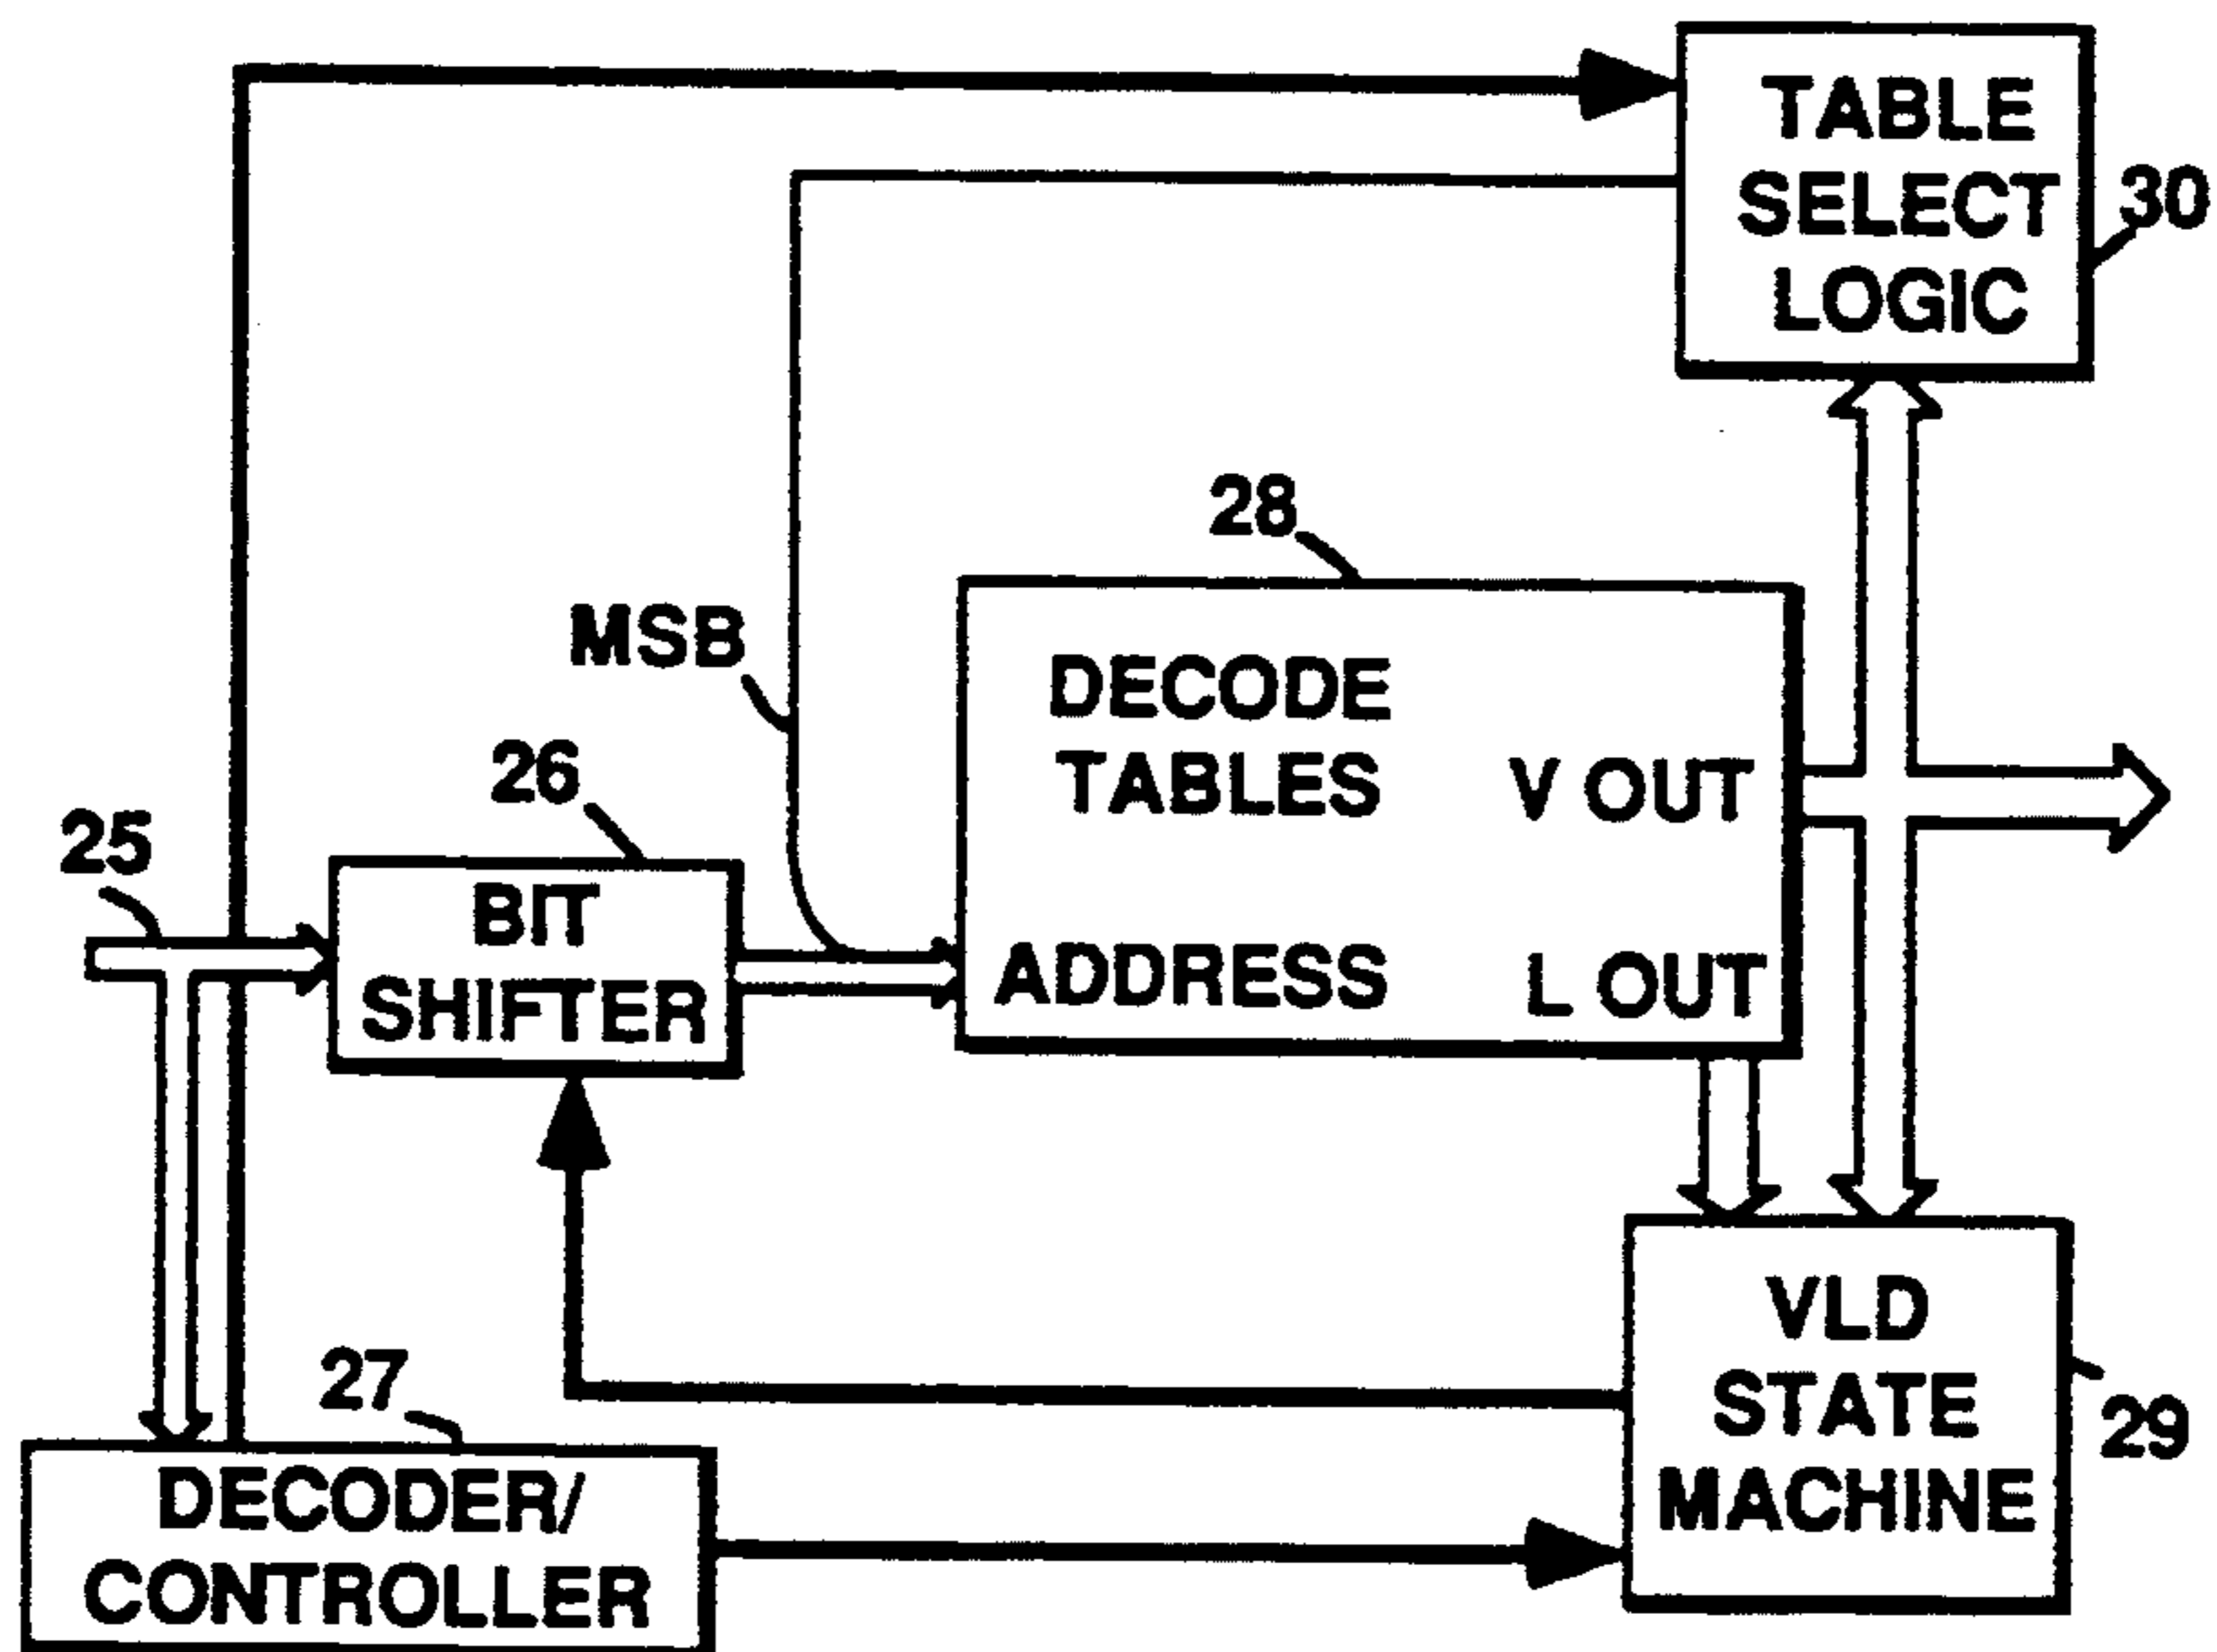 TABLE
SELECT
LOGIC
30
28
MSB
DECODE
TABLES
V OUT
26
25
BIT
SHIFTER
ADDRESS
L OUT
VLD
STATE
MACHINE
29
27
DECODER/
CONTROLLER